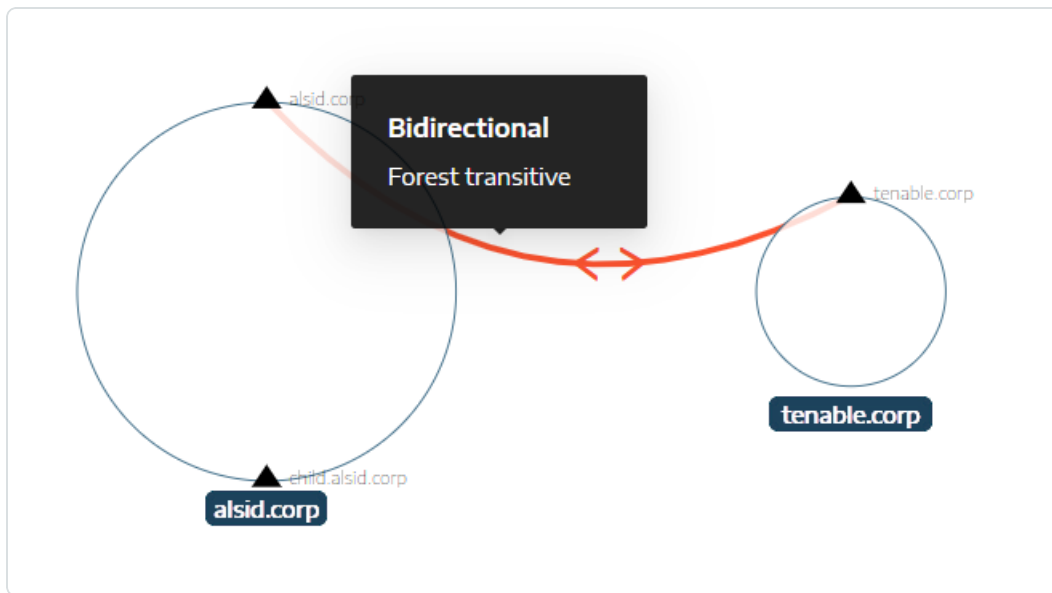 alsid.corp
Bidirectional
Forest transitive
tenable.corp
tenable.corp
child.alsid.corp
alsid.corp